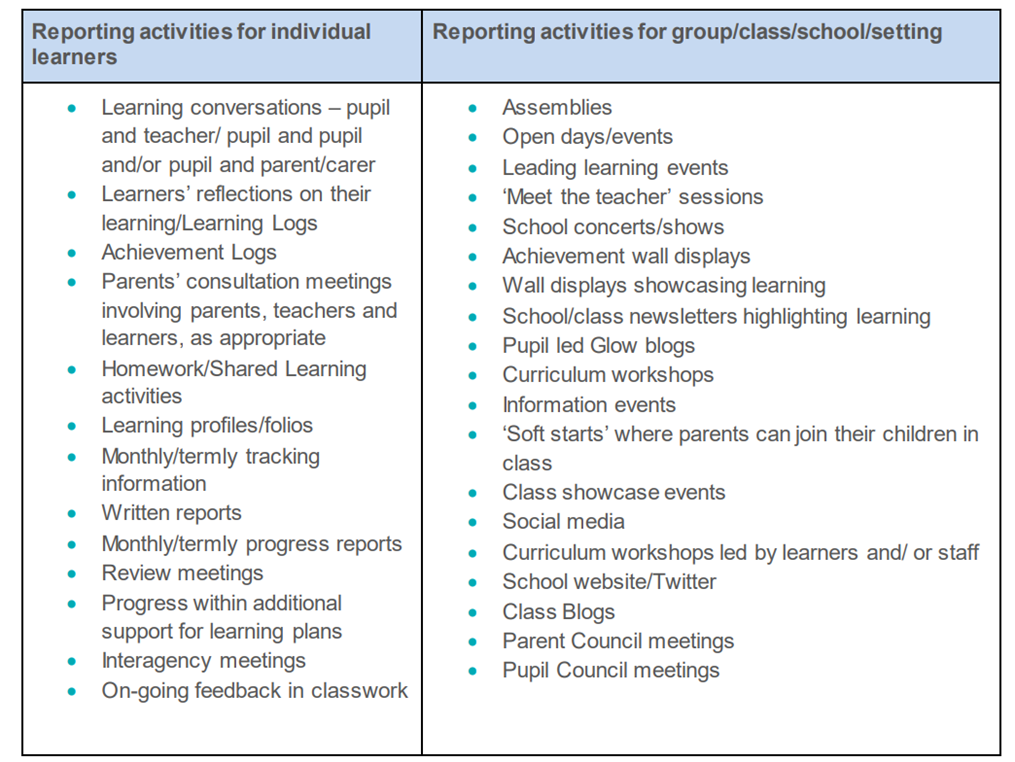 Reporting activities for individual
learners
Learning conversations – pupil
and teacher/ pupil and pupil
and/or pupil and parent/carer
Learners’ reflections on their
learning/Learning Logs
Achievement Logs
Parents’ consultation meetings
involving parents, teachers and
learners, as appropriate
Homework/Shared Learning
activities
Learning profiles/folios
Monthly/termly tracking
information
Written reports
Monthly/termly progress reports
Review meetings
Progress within additional
support for learning plans
Interagency meetings
On-going feedback in classwork
Reporting activities for group/class/school/setting
Assemblies
Open days/events
Leading learning events
‘Meet the teacher’ sessions
School concerts/shows
Achievement wall displays
Wall displays showcasing learning
School/class newsletters highlighting learning
Pupil led Glow blogs
Curriculum workshops
Information events
‘Soft starts’ where parents can join their children in
class
Class showcase events
Social media
Curriculum workshops led by learners and/ or staff
School website/Twitter
Class Blogs
Parent Council meetings
Pupil Council meetings